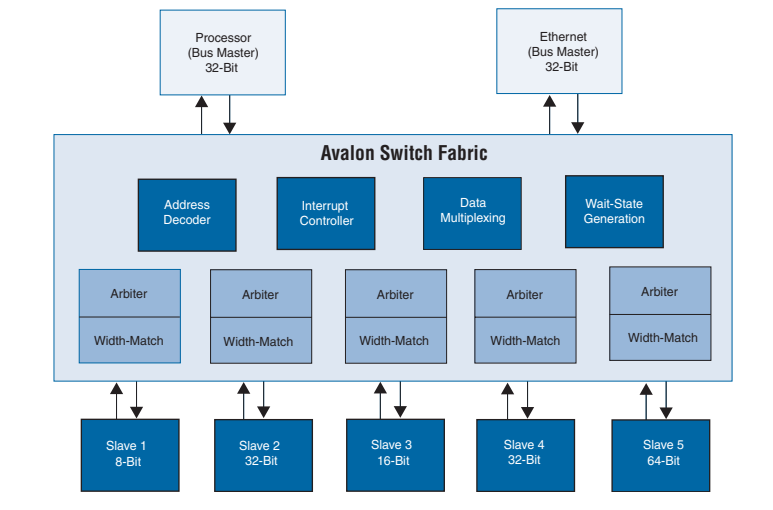 Processor
(Bus Master)
32-Bit
Ethernet
(Bus Master)
32-Bit
Avalon Switch Fabric
Address
Decoder
Interrupt
Controller
Data
Multiplexing
Wait-State
Generation
Arbiter
Width-Match
Arbiter
Width-Match
Arbiter
Width-Match
Arbiter
Width-Match
Arbiter
Width-Match
Slave 1
8-Bit
Slave 2
32-Bit
Slave 3
16-Bit
Slave 4
32-Bit
Slave 5
64-Bit